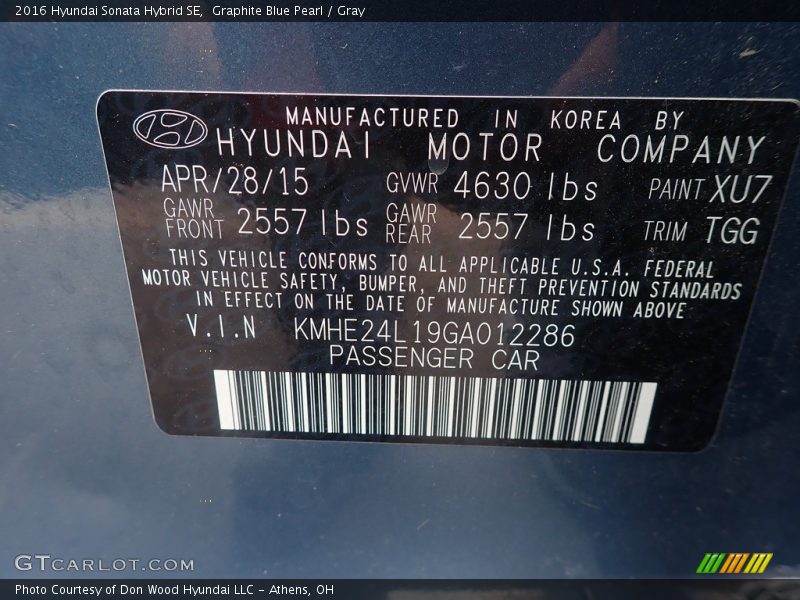 2016 Hyundai Sonata Hybrid SE, Graphite Blue Pearl / Gray
MANUFACTURED IN KOREA BY
HYUNDAI MOTOR COMPANY
APR/28/15 GVWR 4630 lbs PAINT XU7
GAWR FRONT 2557 lbs GAWR REAR 2557 lbs TRIM TGG
THIS VEHICLE CONFORMS TO ALL APPLICABLE U.S.A. FEDERAL
MOTOR VEHICLE SAFETY, BUMPER, AND THEFT PREVENTION STANDARDS
IN EFFECT ON THE DATE OF MANUFACTURE SHOWN ABOVE
V.I.N KMHE24L19GA012286
PASSENGER CAR
GTCARLOT.COM
Photo Courtesy of Don Wood Hyundai LLC - Athens, OH